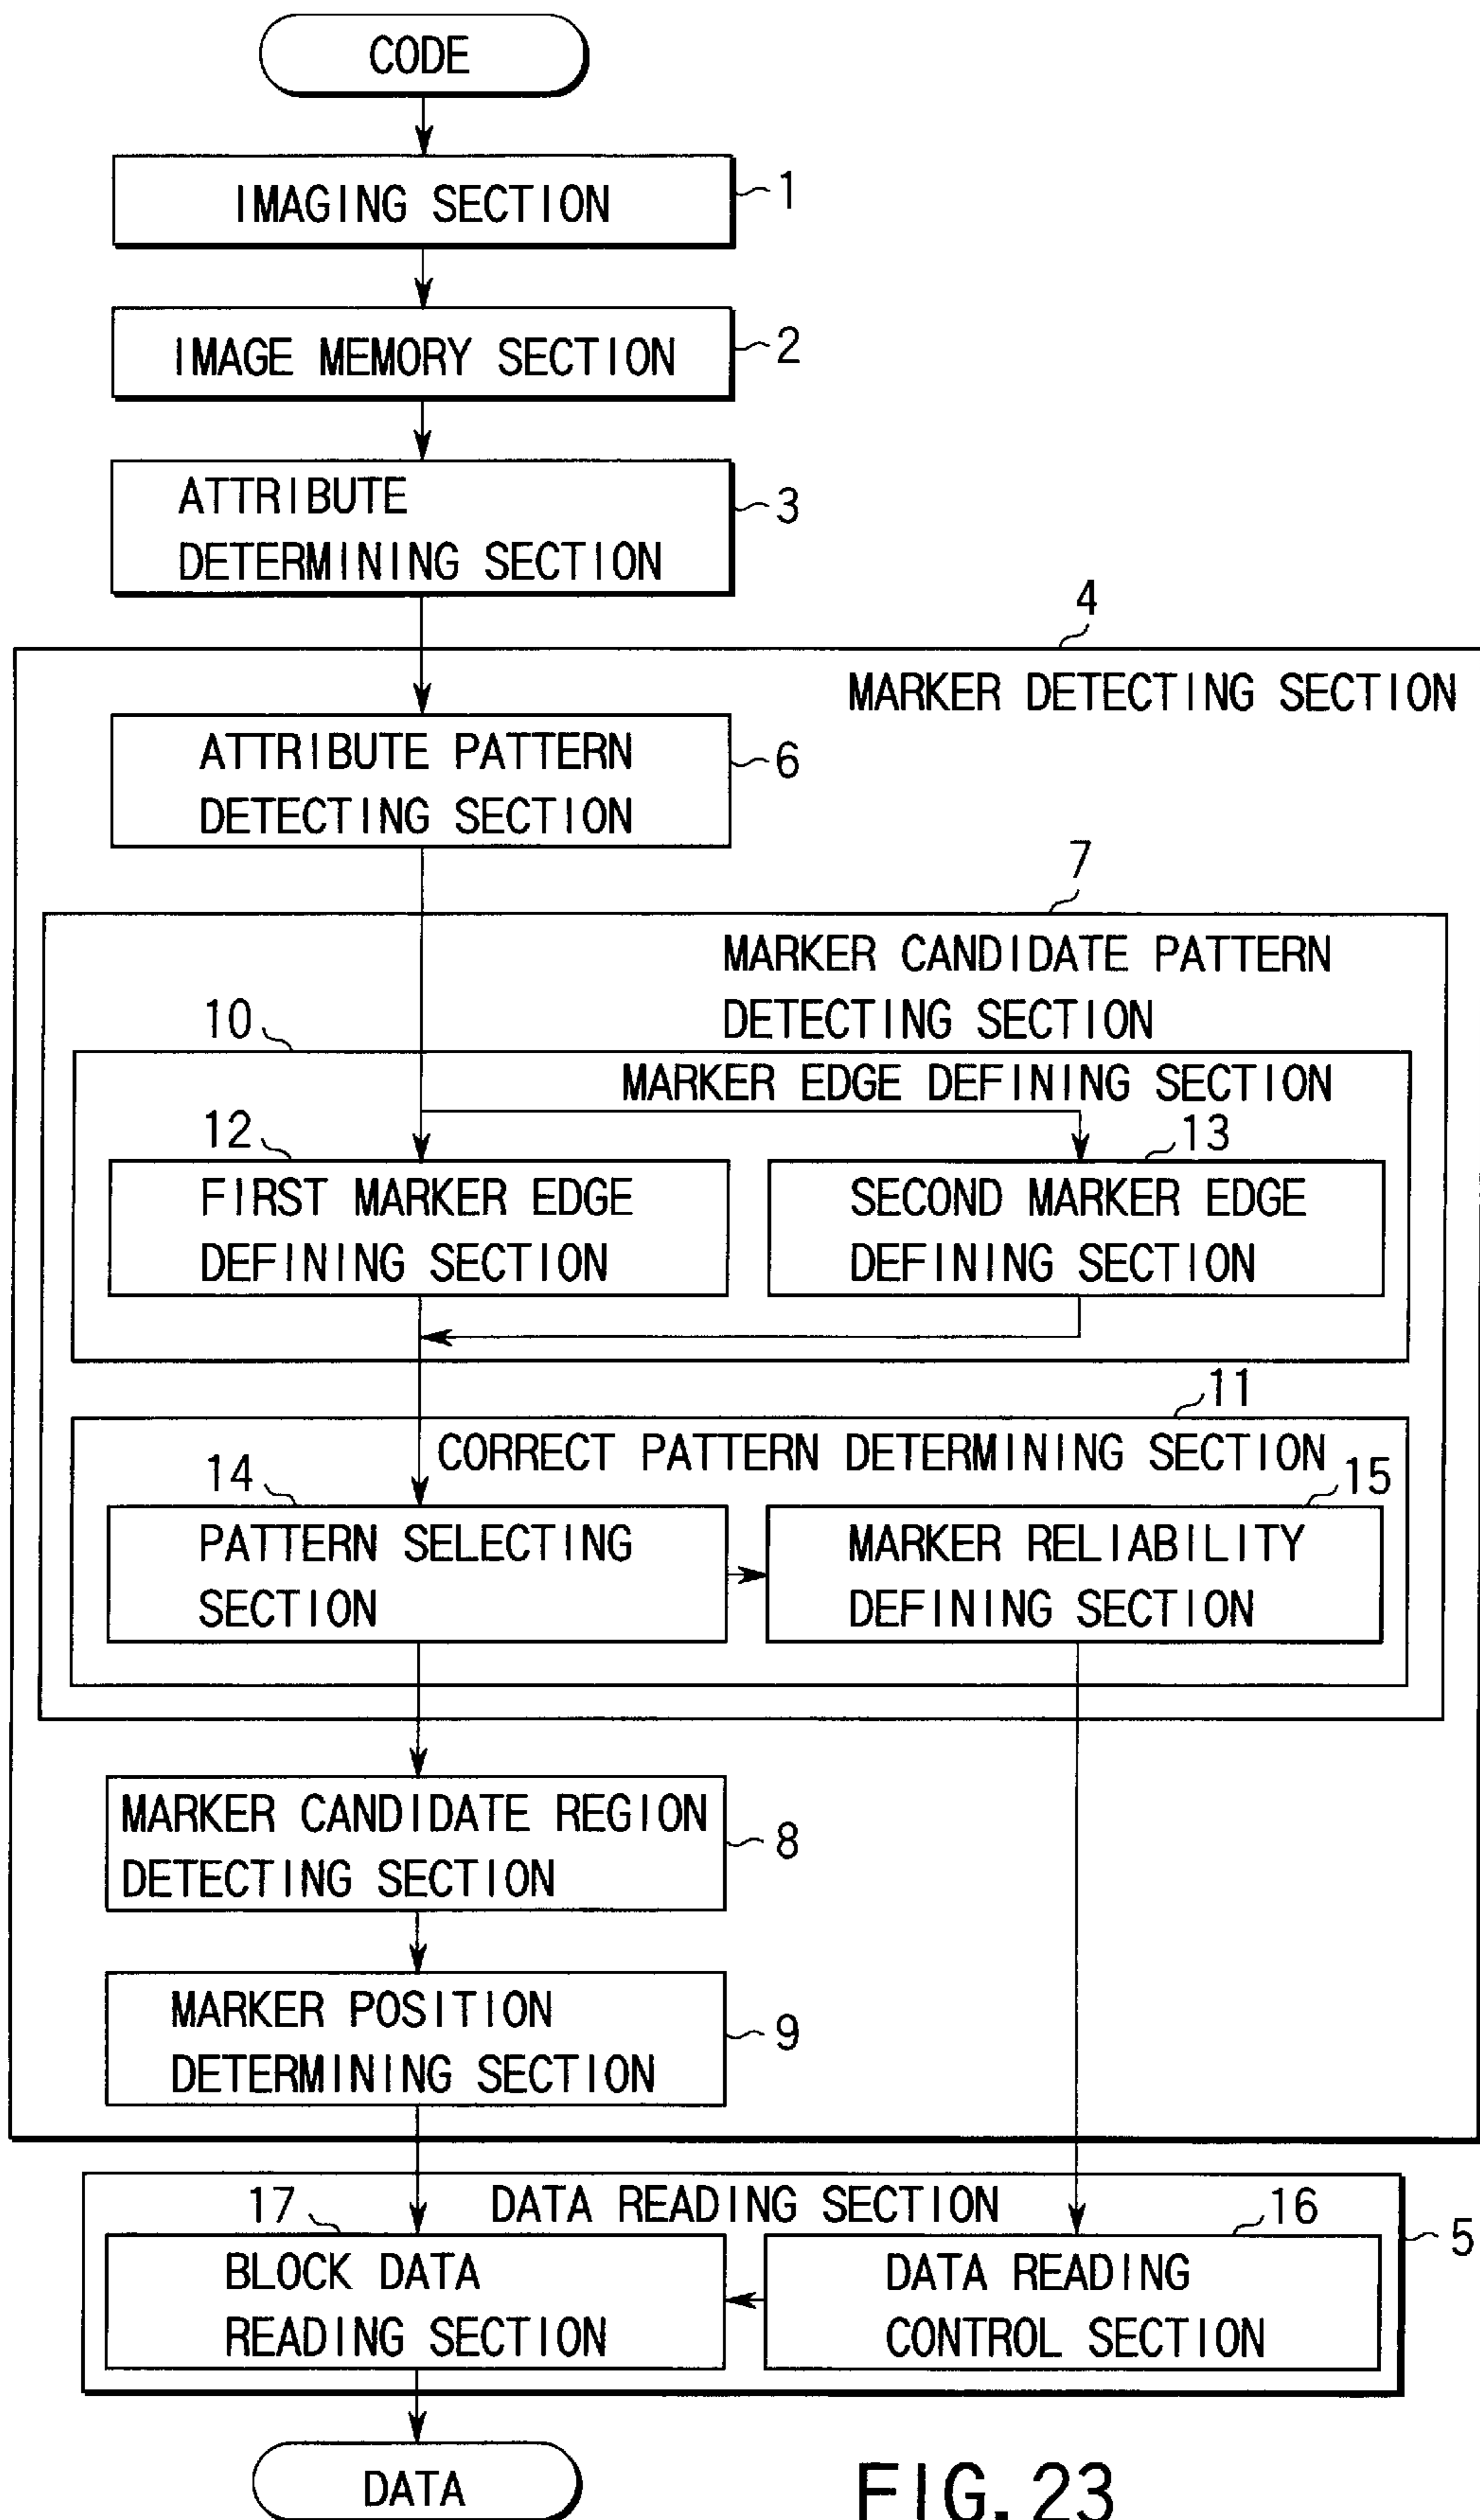 CODE
IMAGING SECTION
1
IMAGE MEMORY SECTION
2
ATTRIBUTE
DETERMINING SECTION
3
4
MARKER DETECTING SECTION
ATTRIBUTE PATTERN
DETECTING SECTION
6
7
MARKER CANDIDATE PATTERN
DETECTING SECTION
10
MARKER EDGE DEFINING SECTION
12
13
FIRST MARKER EDGE
DEFINING SECTION
SECOND MARKER EDGE
DEFINING SECTION
11
CORRECT PATTERN DETERMINING SECTION
14
15
PATTERN SELECTING
SECTION
MARKER RELIABILITY
DEFINING SECTION
MARKER CANDIDATE REGION
DETECTING SECTION
8
MARKER POSITION
DETERMINING SECTION
9
17
DATA READING SECTION
16
5
BLOCK DATA
READING SECTION
DATA READING
CONTROL SECTION
DATA
FIG. 23